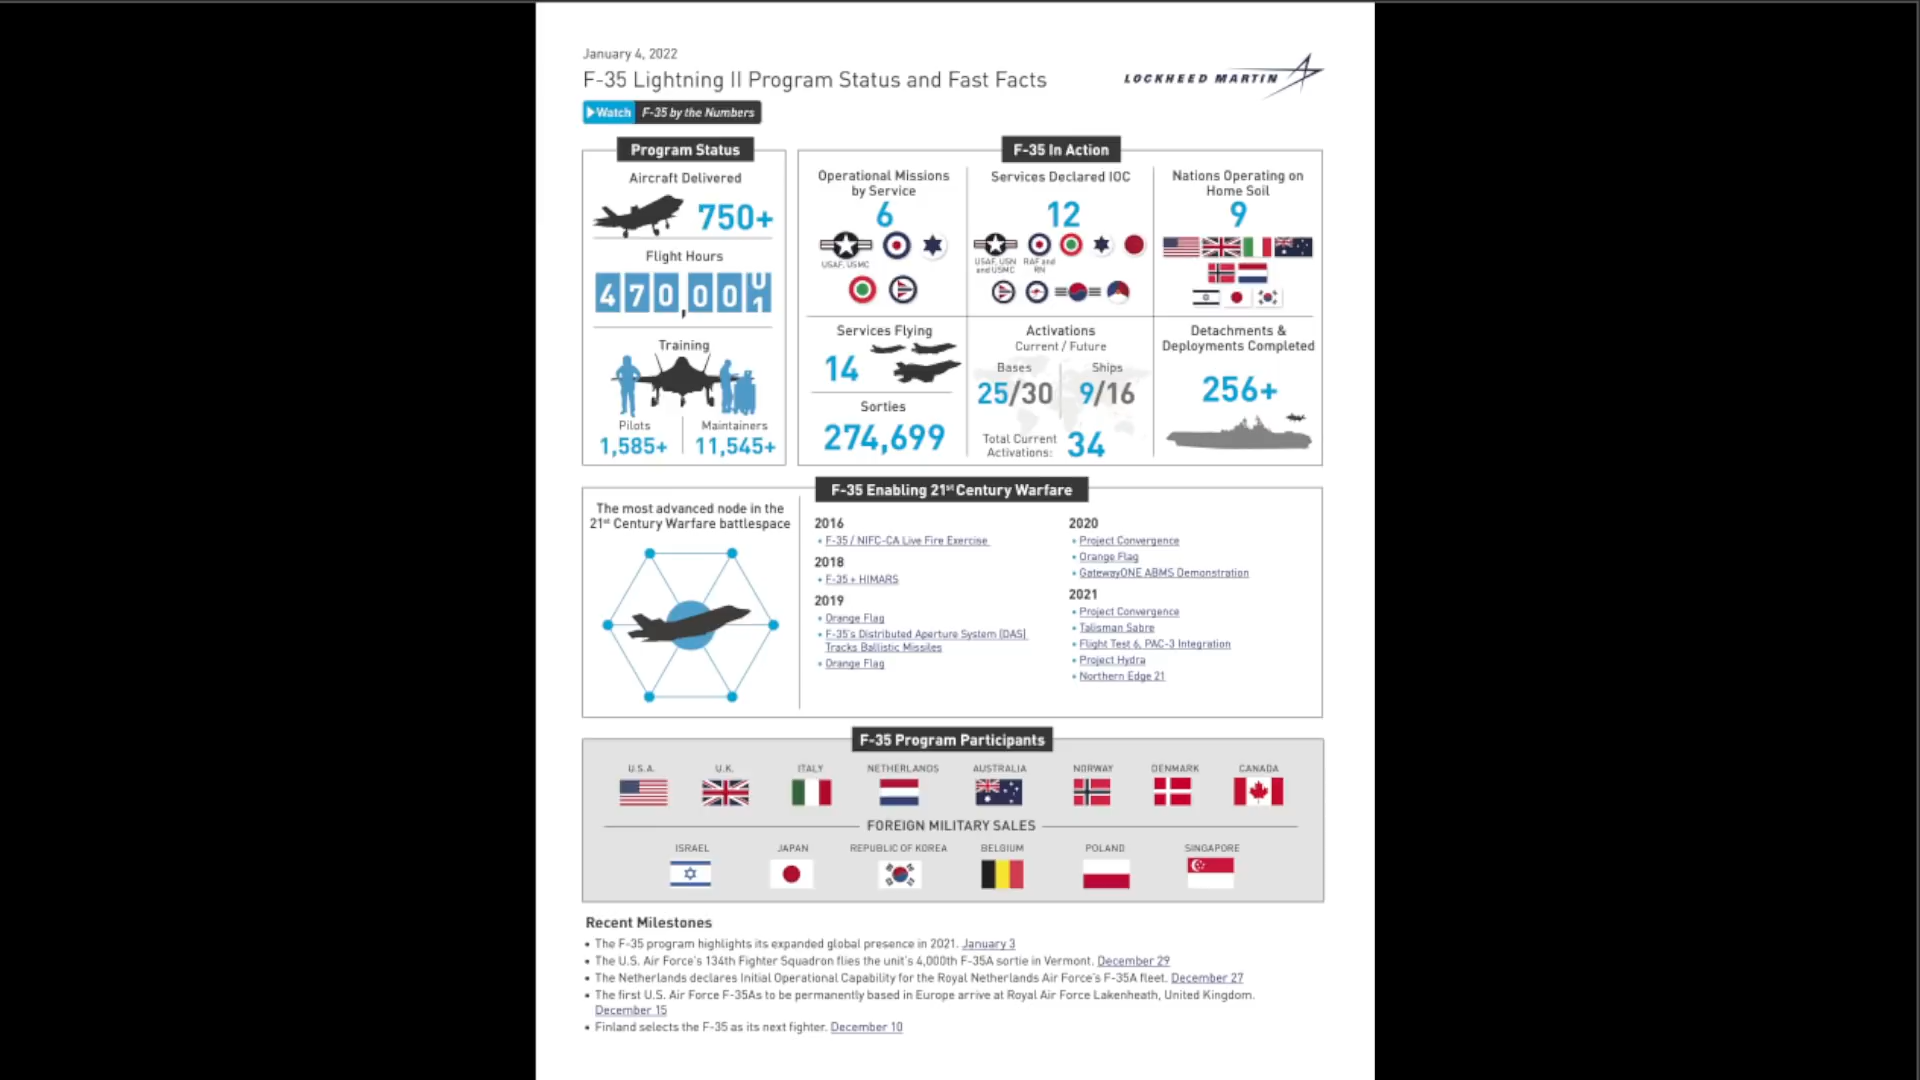 January 4, 2022
F-35 Lightning II Program Status and Fast Facts
LOCKHEED MARTIN
Watch F-35 by the Numbers
Program Status
Aircraft Delivered
750+
Flight Hours
470,00
Training
Pilots
1,585+
Maintainers
11,545+
F-35 In Action
Operational Missions
by Service
6
USAF, USMC
Services Declared IOC
12
USAF, USN
and USMC
RAF and
RN
Nations Operating on
Home Soil
9
Services Flying
14
Sorties
274,699
Activations
Current / Future
Bases
25/30
Ships
9/16
Total Current
Activations: 34
Detachments &
Deployments Completed
256+
F-35 Enabling 21st Century Warfare
The most advanced node in the
21st Century Warfare battlespace
2016
• F-35 / NIFC-CA Live Fire Exercise
2018
• F-35 + HIMARS
2019
• Orange Flag
• F-35's Distributed Aperture System (DAS)
Tracks Ballistic Missiles
• Orange Flag
2020
• Project Convergence
• Orange Flag
• GatewayONE ABMS Demonstration
2021
• Project Convergence
• Talisman Sabre
• Flight Test 6, PAC-3 Integration
• Project Hydra
• Northern Edge 21
F-35 Program Participants
U.S.A. U.K. ITALY NETHERLANDS AUSTRALIA NORWAY DENMARK CANADA
FOREIGN MILITARY SALES
ISRAEL JAPAN REPUBLIC OF KOREA BELGIUM POLAND SINGAPORE
Recent Milestones
• The F-35 program highlights its expanded global presence in 2021. January 3
• The U.S. Air Force's 134th Fighter Squadron flies the unit's 4,000th F-35A sortie in Vermont. December 29
• The Netherlands declares Initial Operational Capability for the Royal Netherlands Air Force's F-35A fleet. December 27
• The first U.S. Air Force F-35As to be permanently based in Europe arrive at Royal Air Force Lakenheath, United Kingdom.
December 15
• Finland selects the F-35 as its next fighter. December 10